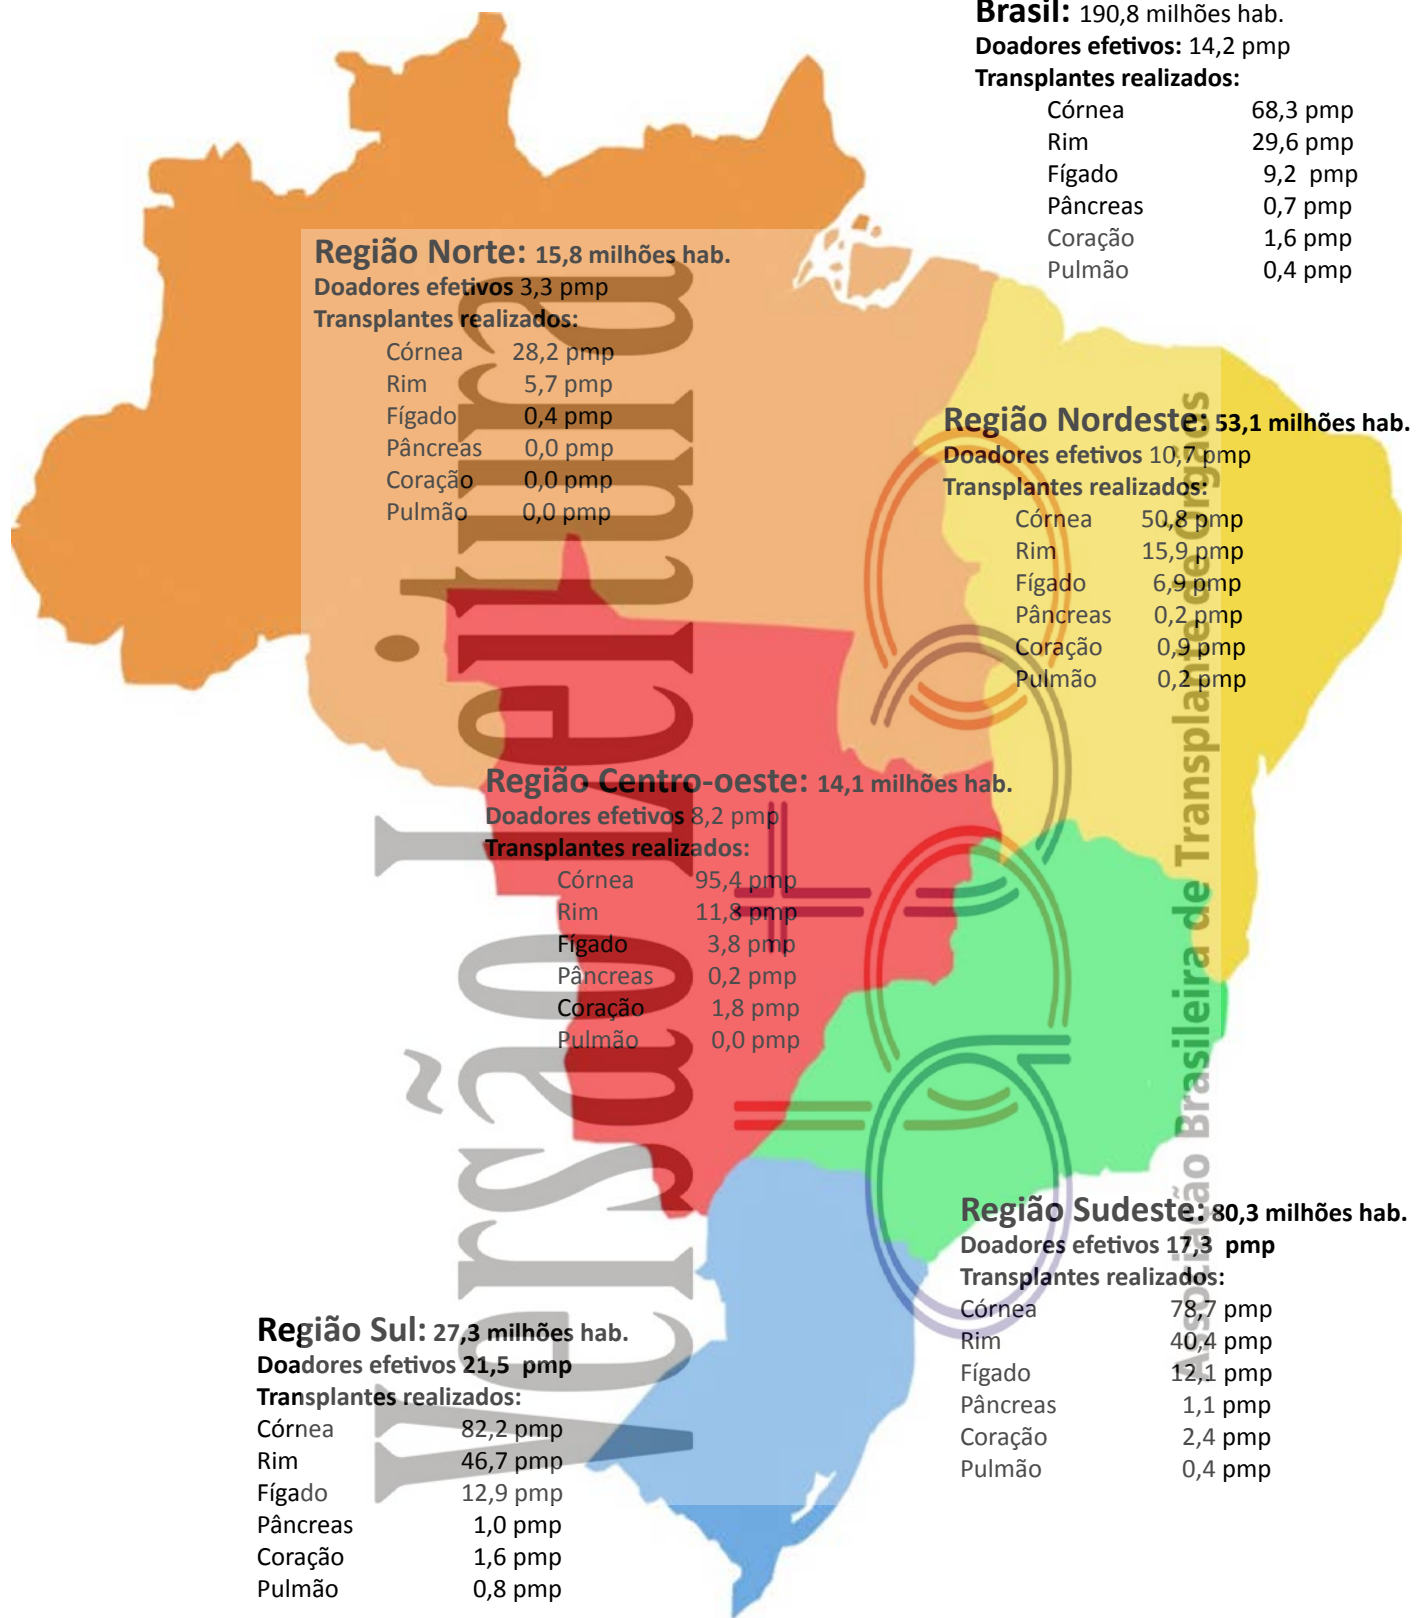 Brasil: 190,8 milhões hab.
Doadores efetivos: 14,2 pmp
Transplantes realizados:
Córnea 68,3 pmp
Rim 29,6 pmp
Fígado 9,2 pmp
Pâncreas 0,7 pmp
Coração 1,6 pmp
Pulmão 0,4 pmp
Região Norte: 15,8 milhões hab.
Doadores efetivos 3,3 pmp
Transplantes realizados:
Córnea 28,2 pmp
Rim 5,7 pmp
Fígado 0,4 pmp
Pâncreas 0,0 pmp
Coração 0,0 pmp
Pulmão 0,0 pmp
Região Nordeste: 53,1 milhões hab.
Doadores efetivos 10,7 pmp
Transplantes realizados:
Córnea 50,8 pmp
Rim 15,9 pmp
Fígado 6,9 pmp
Pâncreas 0,2 pmp
Coração 0,9 pmp
Pulmão 0,2 pmp
Região Centro-oeste: 14,1 milhões hab.
Doadores efetivos 8,2 pmp
Transplantes realizados:
Córnea 95,4 pmp
Rim 11,8 pmp
Fígado 3,8 pmp
Pâncreas 0,2 pmp
Coração 1,8 pmp
Pulmão 0,0 pmp
Região Sudeste: 80,3 milhões hab.
Doadores efetivos 17,3 pmp
Transplantes realizados:
Córnea 78,7 pmp
Rim 40,4 pmp
Fígado 12,1 pmp
Pâncreas 1,1 pmp
Coração 2,4 pmp
Pulmão 0,4 pmp
Região Sul: 27,3 milhões hab.
Doadores efetivos 21,5 pmp
Transplantes realizados:
Córnea 82,2 pmp
Rim 46,7 pmp
Fígado 12,9 pmp
Pâncreas 1,0 pmp
Coração 1,6 pmp
Pulmão 0,8 pmp
Versão Leitura
abto
Associação Brasileira de Transplante de Órgãos